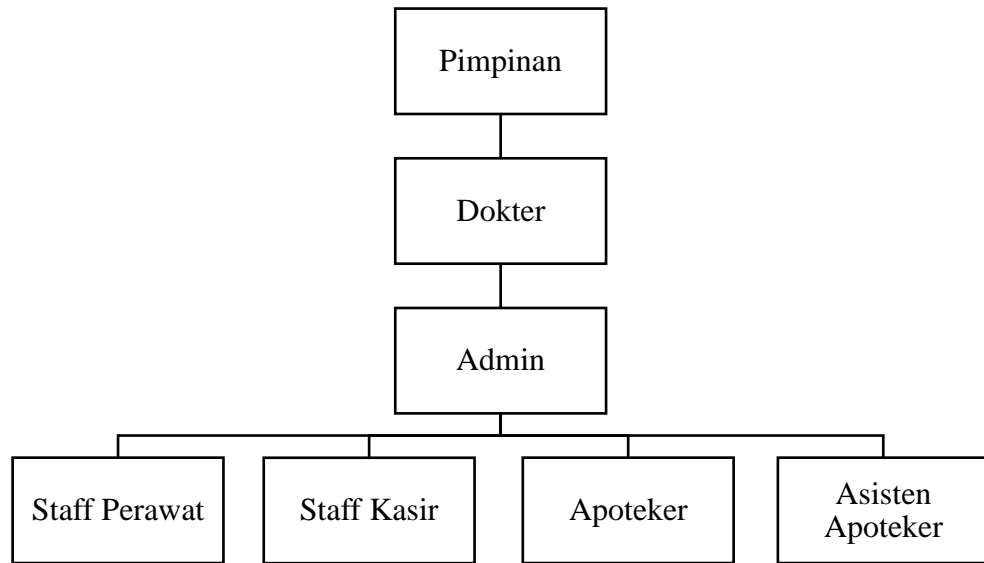 Pimpinan
Dokter
Admin
Staff Perawat
Staff Kasir
Apoteker
Asisten
Apoteker